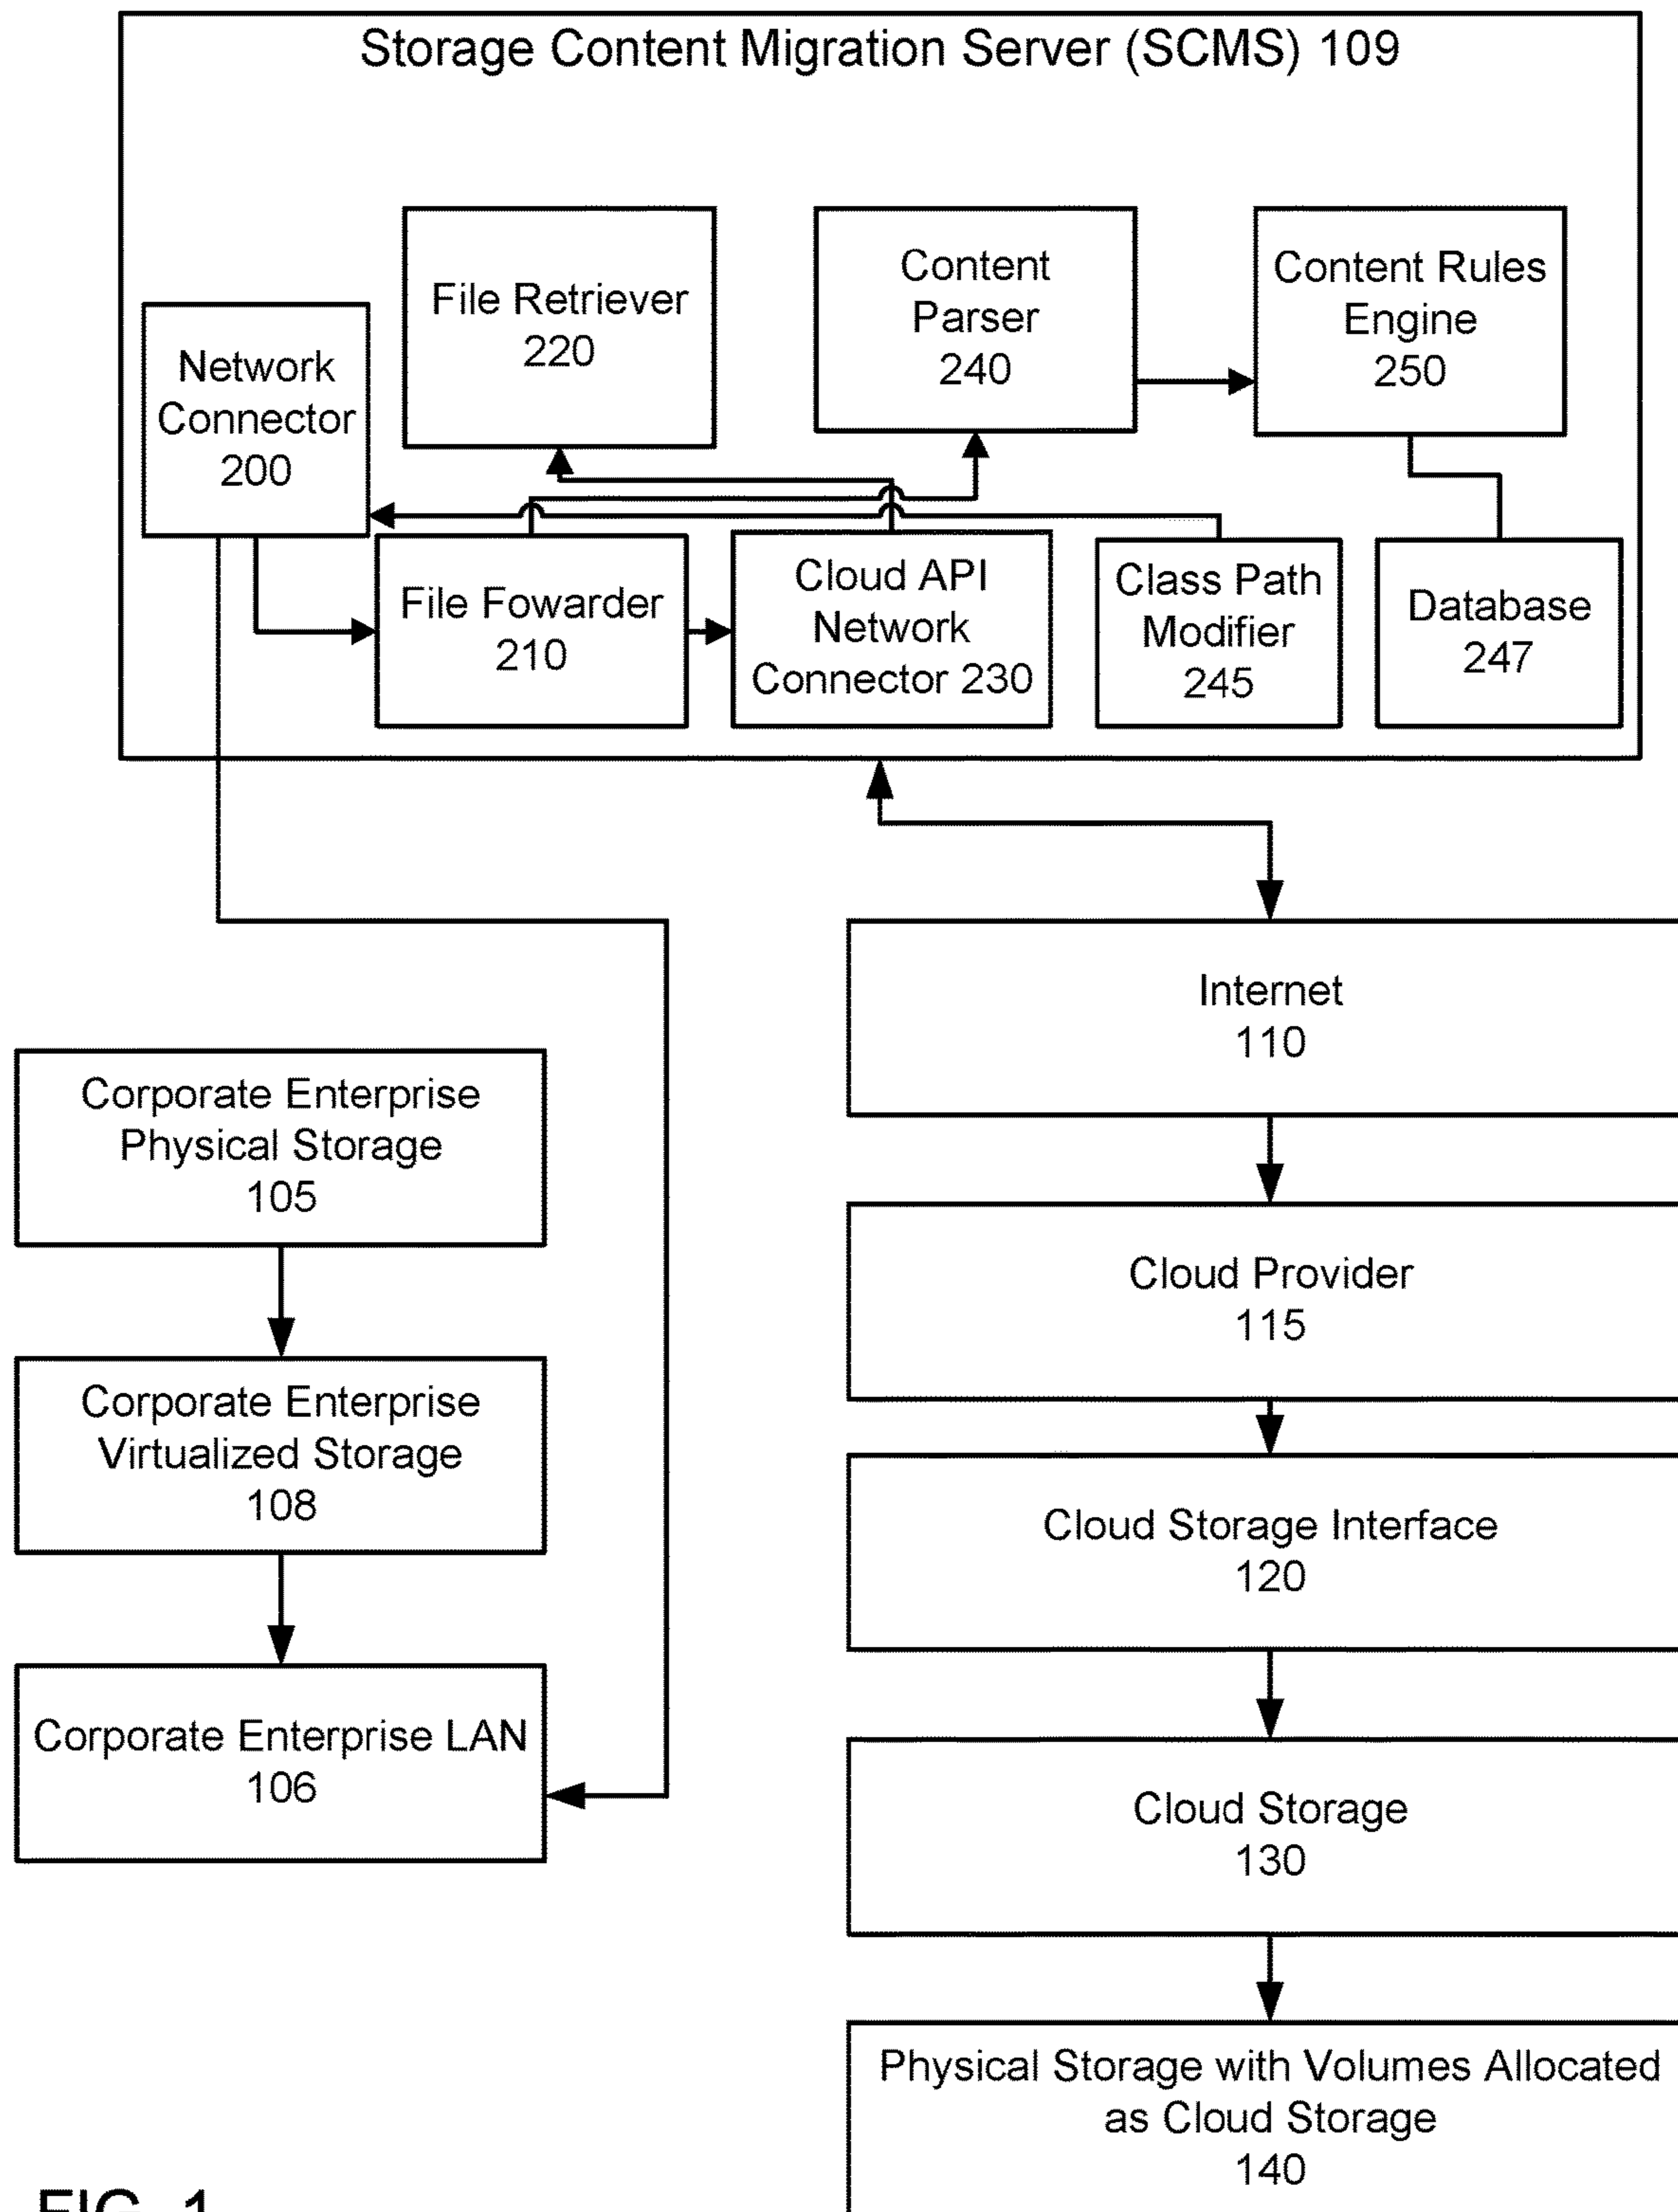 Storage Content Migration Server (SCMS) 109
Network
Connector
200
File Retriever
220
Content
Parser
240
Content Rules
Engine
250
File Fowarder
210
Cloud API
Network
Connector 230
Class Path
Modifier
245
Database
247
Internet
110
Corporate Enterprise
Physical Storage
105
Cloud Provider
115
Corporate Enterprise
Virtualized Storage
108
Cloud Storage Interface
120
Corporate Enterprise LAN
106
Cloud Storage
130
Physical Storage with Volumes Allocated
as Cloud Storage
140
FIG. 1